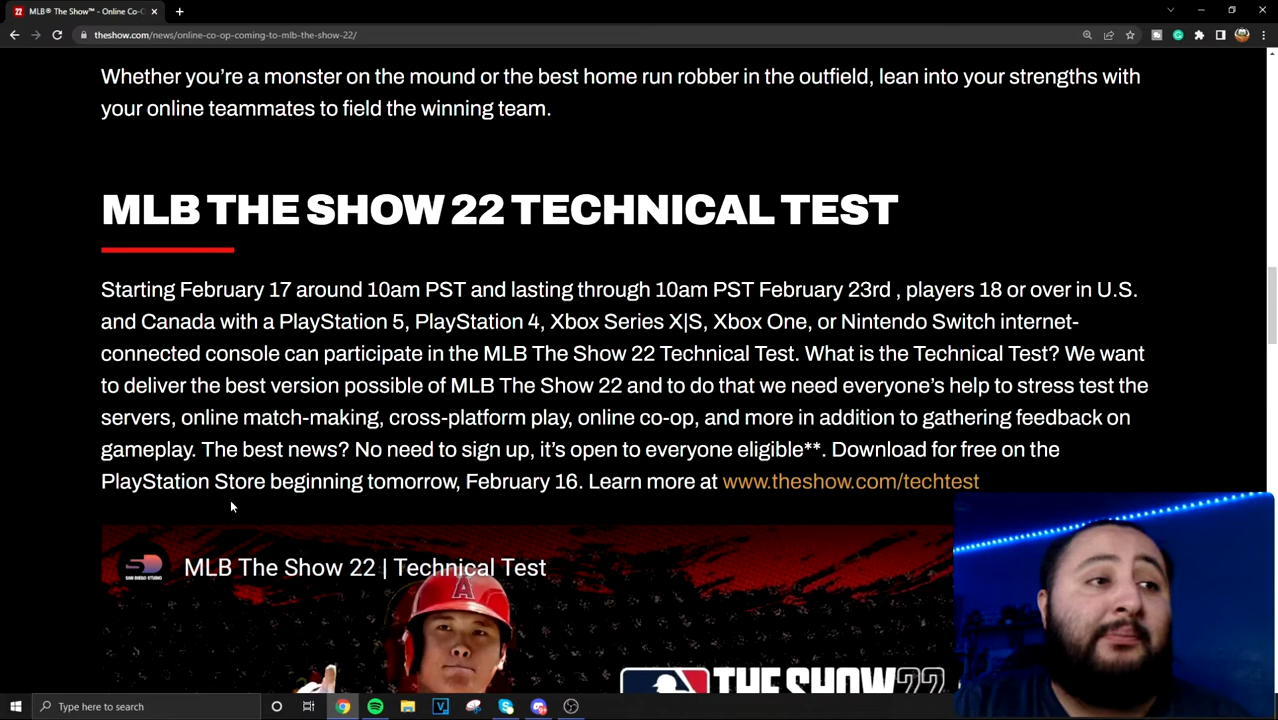 22 MLB® The Show™ - Online Co-O
theshow.com/news/online-co-op-coming-to-mlb-the-show-22/
Whether you’re a monster on the mound or the best home run robber in the outfield, lean into your strengths with
your online teammates to field the winning team.
MLB THE SHOW 22 TECHNICAL TEST
Starting February 17 around 10am PST and lasting through 10am PST February 23rd , players 18 or over in U.S.
and Canada with a PlayStation 5, PlayStation 4, Xbox Series X|S, Xbox One, or Nintendo Switch internet-
connected console can participate in the MLB The Show 22 Technical Test. What is the Technical Test? We want
to deliver the best version possible of MLB The Show 22 and to do that we need everyone’s help to stress test the
servers, online match-making, cross-platform play, online co-op, and more in addition to gathering feedback on
gameplay. The best news? No need to sign up, it’s open to everyone eligible**. Download for free on the
PlayStation Store beginning tomorrow, February 16. Learn more at www.theshow.com/techtest
SAN DIEGO STUDIO
MLB The Show 22 | Technical Test
A
THE SHOW 22
Type here to search